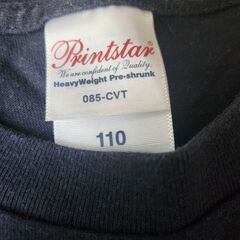 Printstar
We are confident of Quality.
HeavyWeight Pre-shrunk
085-CVT
110